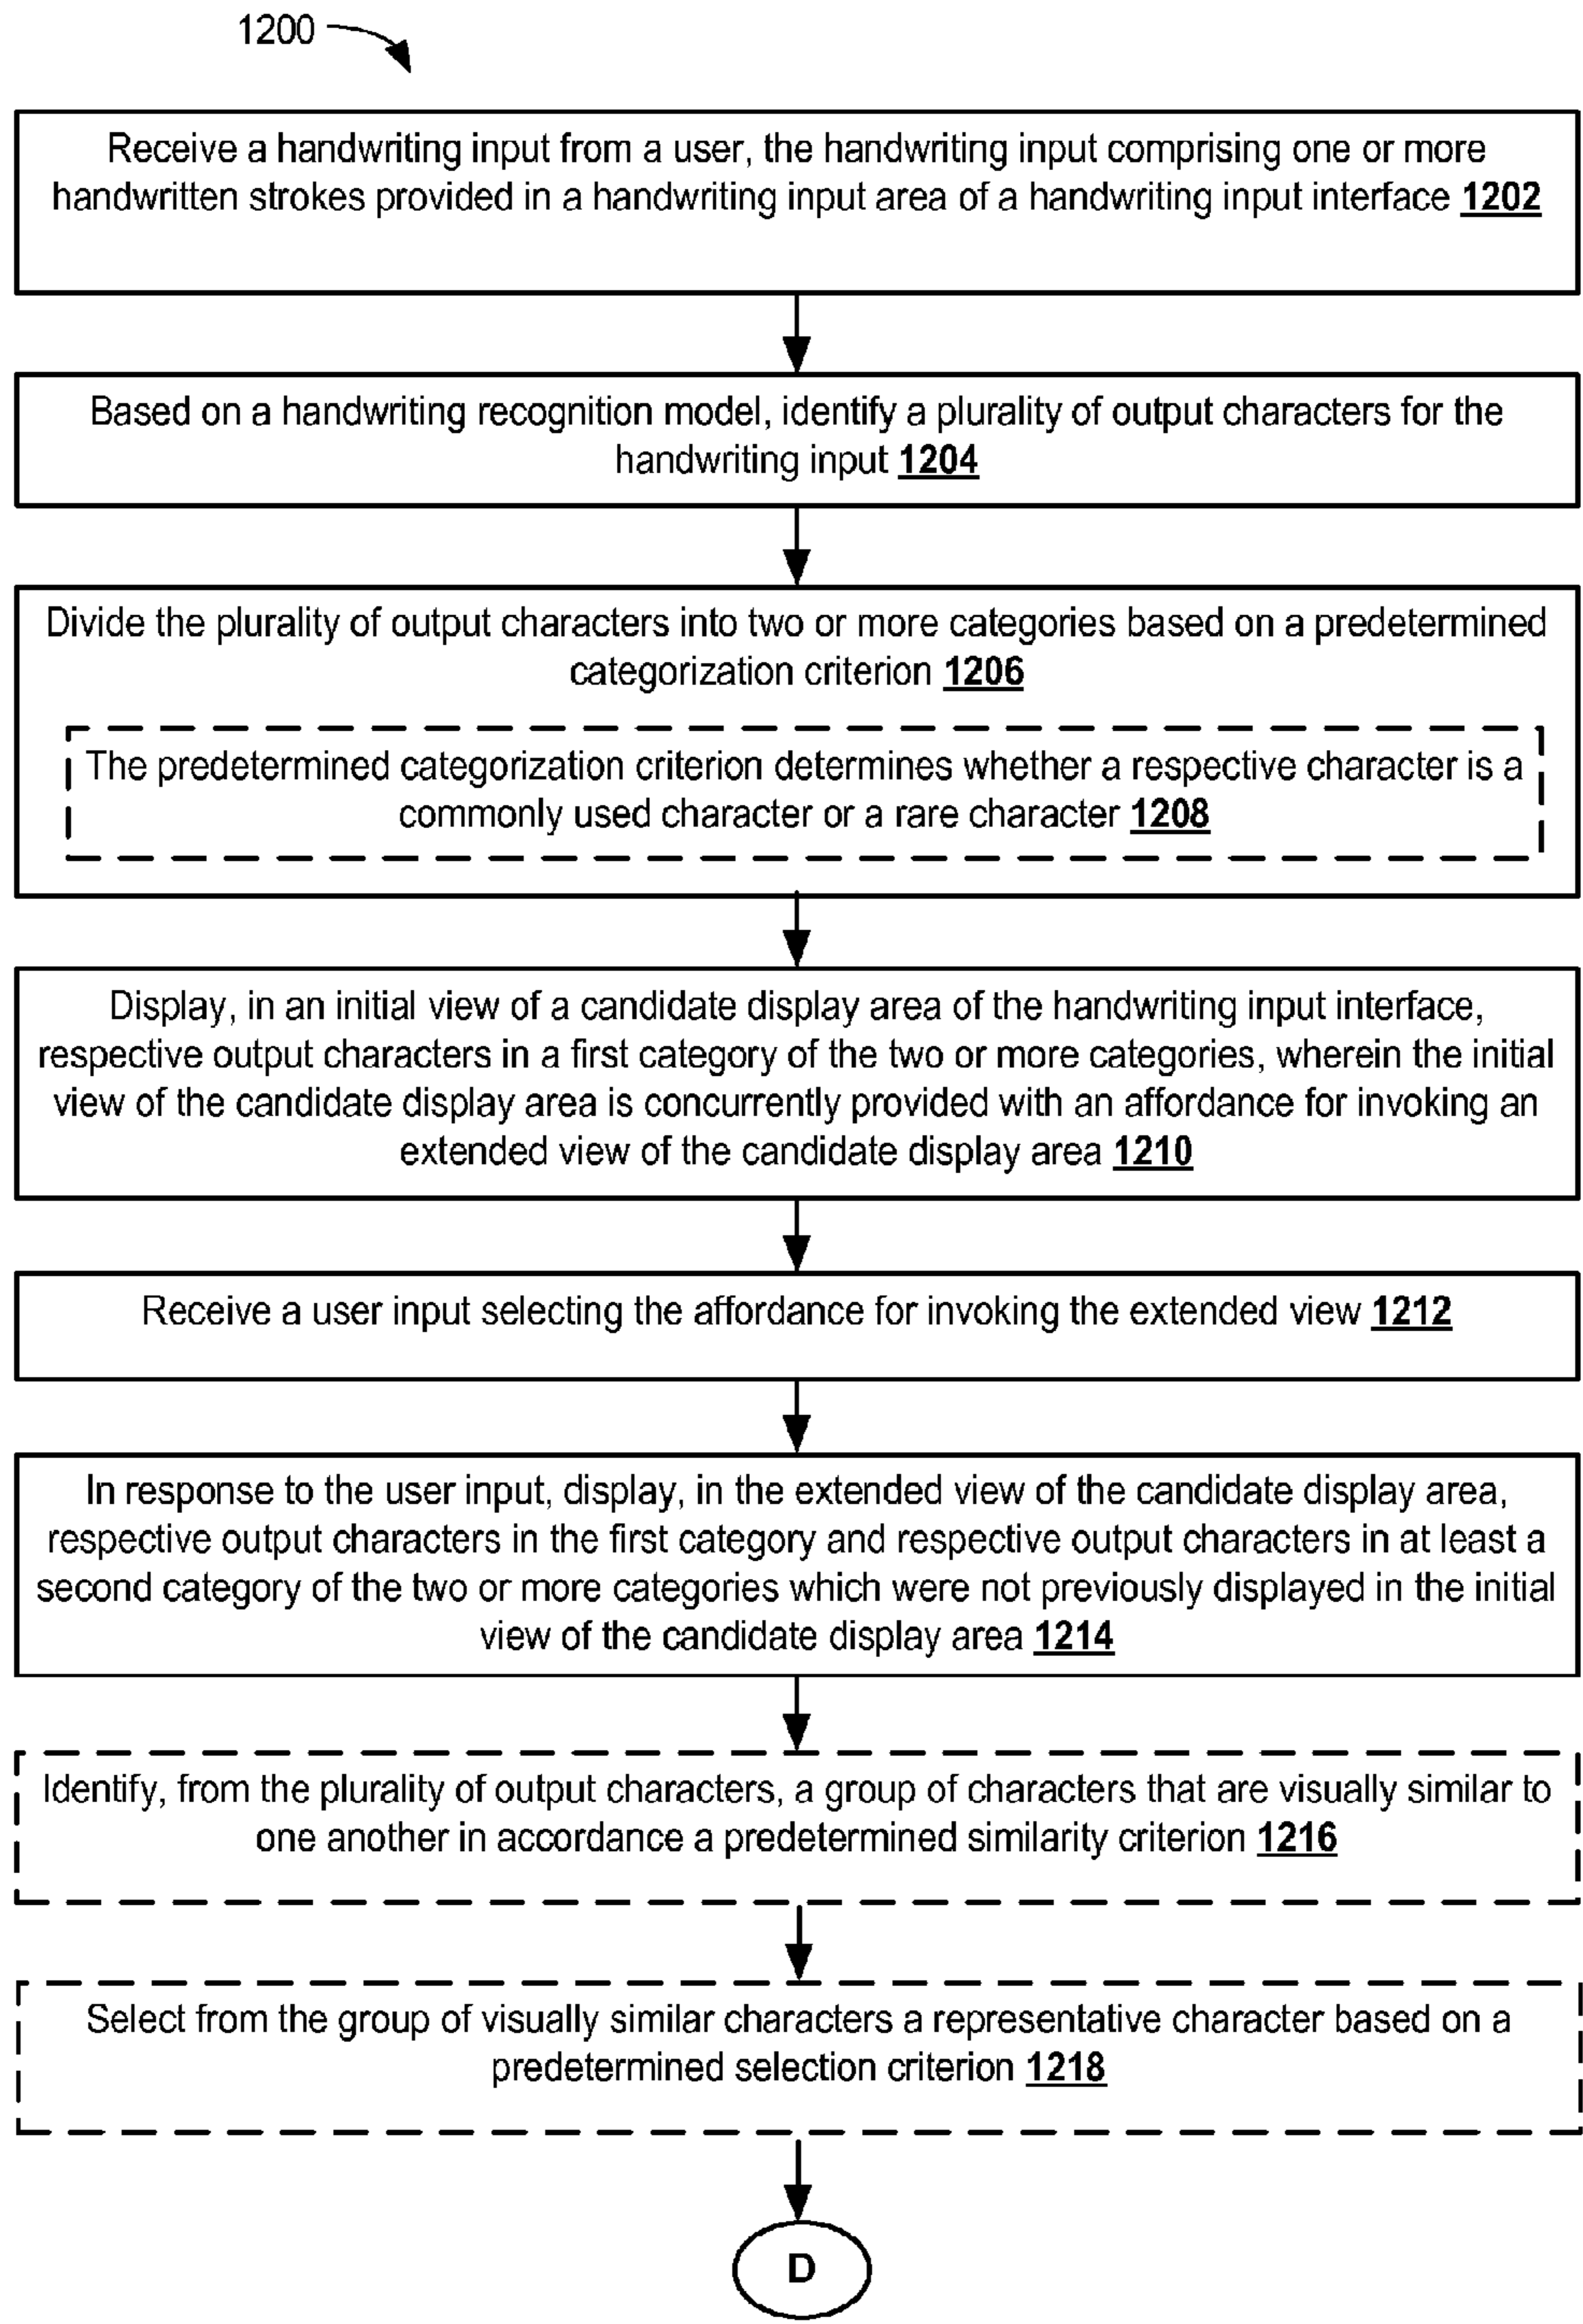 1200
Receive a handwriting input from a user, the handwriting input comprising one or more
handwritten strokes provided in a handwriting input area of a handwriting input interface 1202
Based on a handwriting recognition model, identify a plurality of output characters for the
handwriting input 1204
Divide the plurality of output characters into two or more categories based on a predetermined
categorization criterion 1206
The predetermined categorization criterion determines whether a respective character is a
commonly used character or a rare character 1208
Display, in an initial view of a candidate display area of the handwriting input interface,
respective output characters in a first category of the two or more categories, wherein the initial
view of the candidate display area is concurrently provided with an affordance for invoking an
extended view of the candidate display area 1210
Receive a user input selecting the affordance for invoking the extended view 1212
In response to the user input, display, in the extended view of the candidate display area,
respective output characters in the first category and respective output characters in at least a
second category of the two or more categories which were not previously displayed in the initial
view of the candidate display area 1214
Identify, from the plurality of output characters, a group of characters that are visually similar to
one another in accordance a predetermined similarity criterion 1216
Select from the group of visually similar characters a representative character based on a
predetermined selection criterion 1218
D